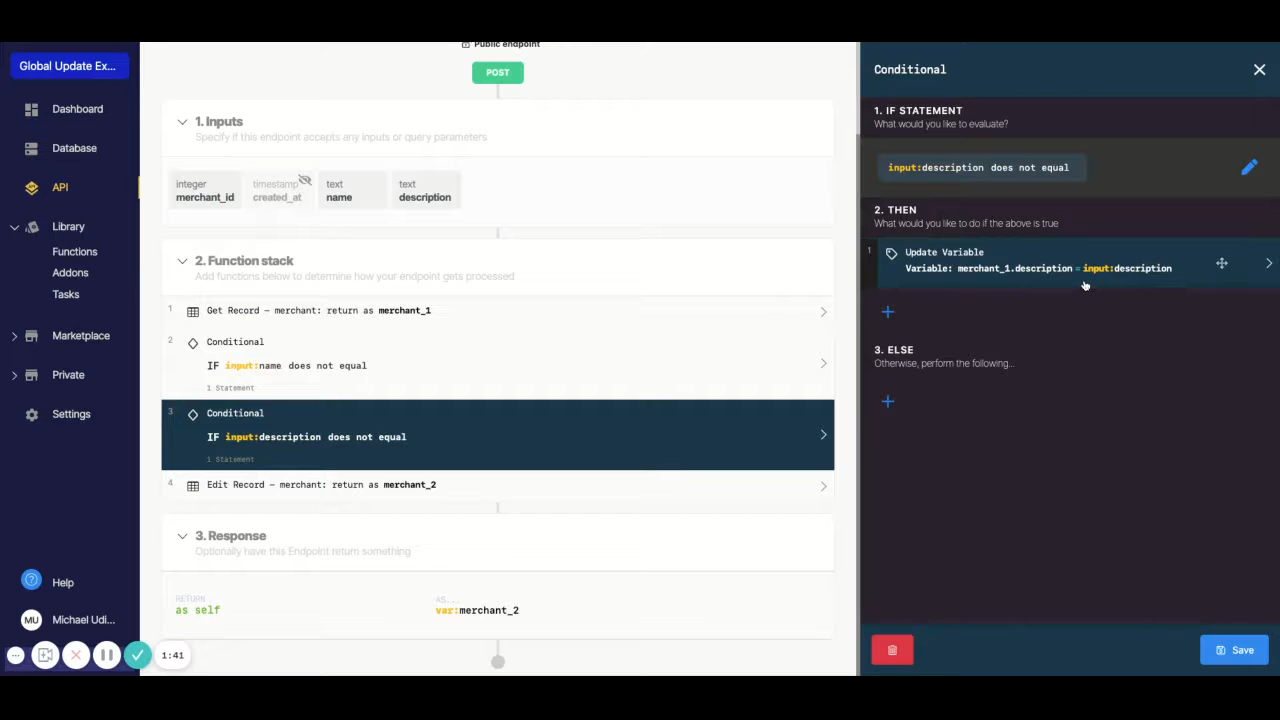 Global Update Ex...
Dashboard
Database
API
Library
Functions
Addons
Tasks
Marketplace
Private
Settings
Help
MU
Michael Udi...
1:41
Public endpoint
POST
1. Inputs
Specify if this endpoint accepts any inputs or query parameters
integer
merchant_id
timestamp
created_at
text
name
text
description
2. Function stack
Add functions below to determine how your endpoint gets processed
1
Get Record – merchant: return as merchant_1
2
Conditional
IF input:name does not equal
1 Statement
3
Conditional
IF input:description does not equal
1 Statement
4
Edit Record – merchant: return as merchant_2
3. Response
Optionally have this Endpoint return something
RETURN
as self
AS...
var:merchant_2
Conditional
1. IF STATEMENT
What would you like to evaluate?
input:description does not equal
2. THEN
What would you like to do if the above is true
1
Update Variable
Variable: merchant_1.description = input:description
3. ELSE
Otherwise, perform the following...
Save